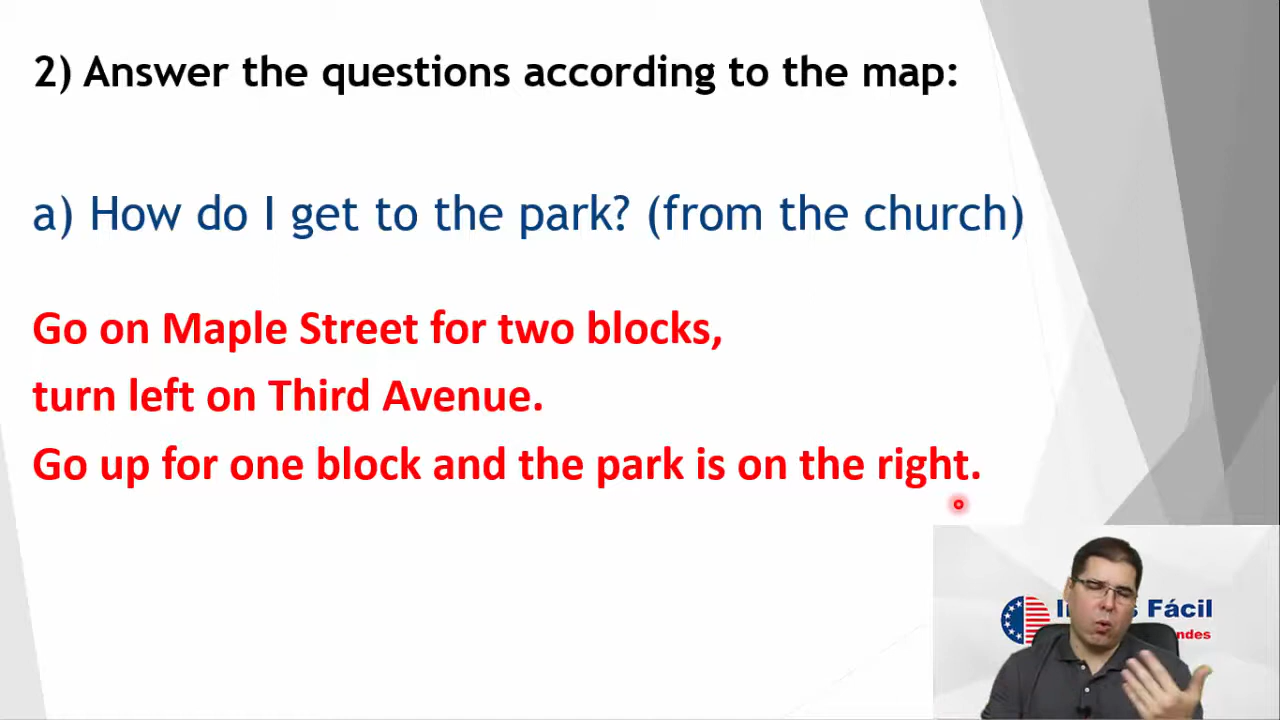 2) Answer the questions according to the map:
a) How do I get to the park? (from the church)
Go on Maple Street for two blocks,
turn left on Third Avenue.
Go up for one block and the park is on the right.
Fácil